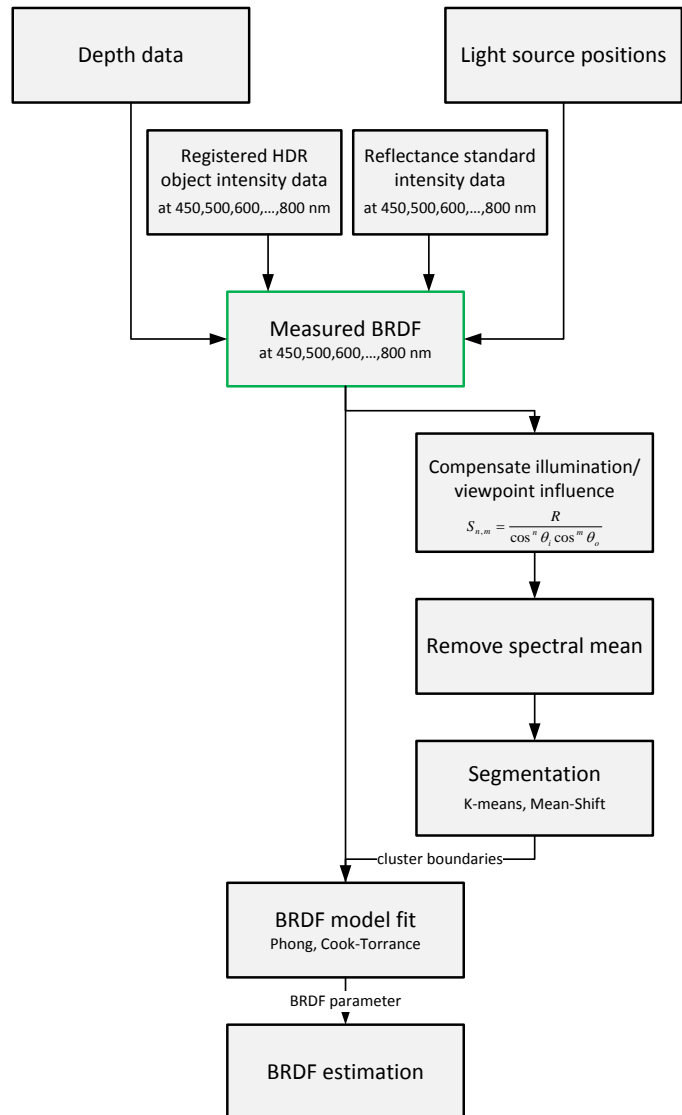 Depth data
Light source positions
Registered HDR
object intensity data
at 450,500,600,...,800 nm
Reflectance standard
intensity data
at 450,500,600,...,800 nm
Measured BRDF
at 450,500,600,...,800 nm
Compensate illumination/
viewpoint influence
S_{n,m} = \frac{R}{\cos^n θ_i \cos^m θ_o}
Remove spectral mean
Segmentation
K-means, Mean-Shift
cluster boundaries
BRDF model fit
Phong, Cook-Torrance
BRDF parameter
BRDF estimation